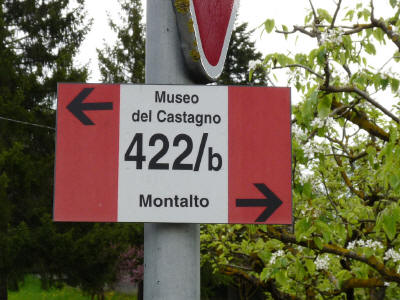 Museo
del Castagno
422/b
Montalto